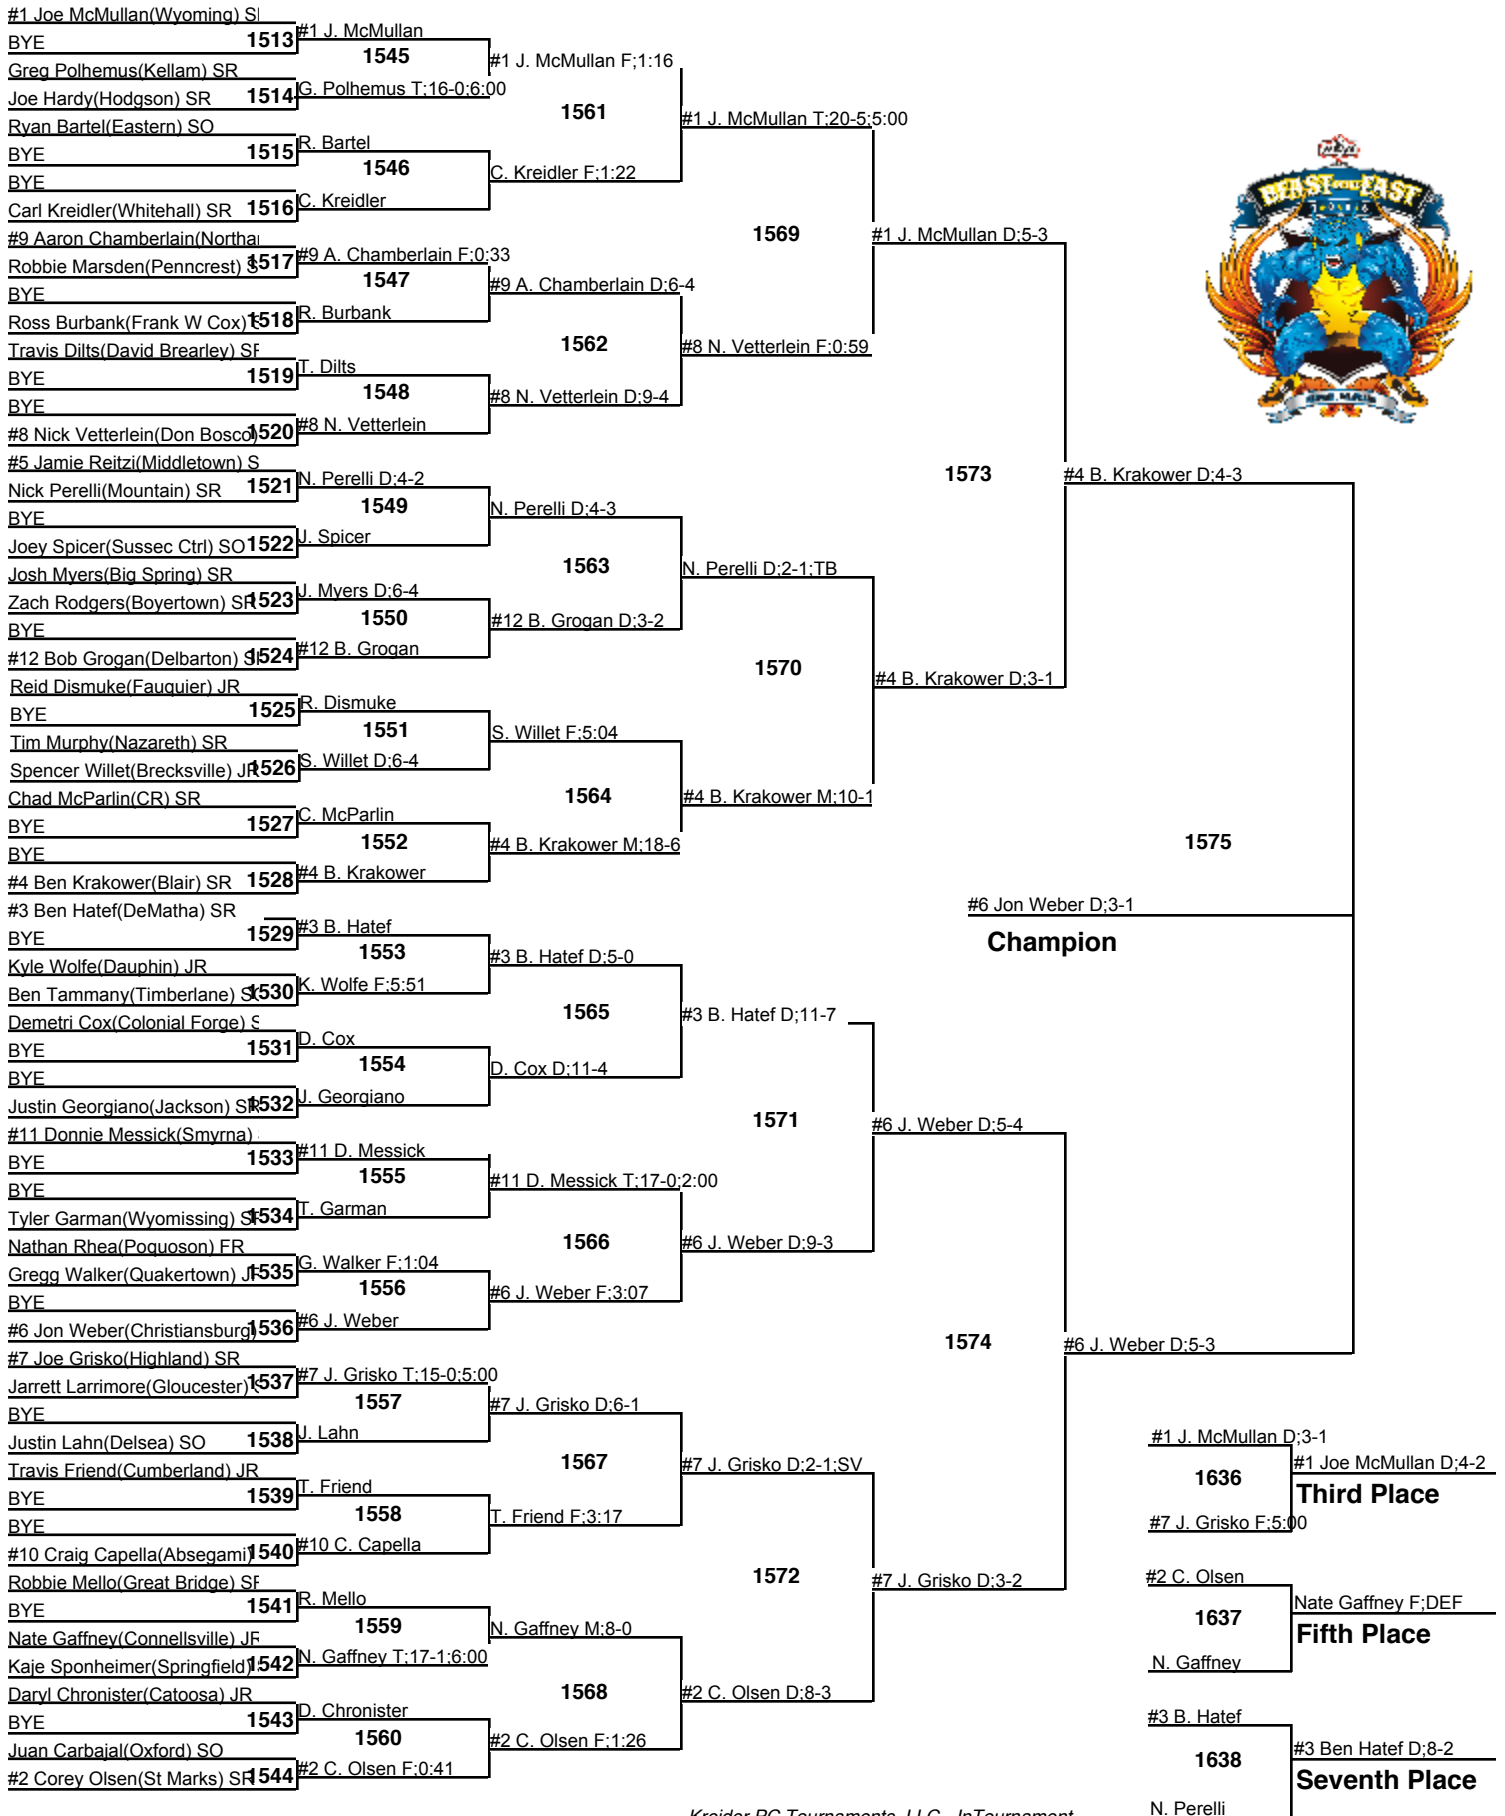 #1 Joe McMullan(Wyoming) S
BYE
1513
Greg Polhemus(Kellam) SR
Joe Hardy(Hodgson) SR
1514
Ryan Bartel(Eastern) SO
BYE
1515
BYE
Carl Kreidler(Whitehall) SR
1516
#9 Aaron Chamberlain(Northa
Robbie Marsden(Penncrest) S
1517
BYE
Ross Burbank(Frank W Cox)
1518
Travis Dilts(David Brearley) S
BYE
1519
BYE
#8 Nick Vetterlein(Don Bosco)
1520
#5 Jamie Reitzi(Middletown) S
Nick Perelli(Mountain) SR
1521
BYE
Joey Spicer(Sussec Ctrl) SO
1522
Josh Myers(Big Spring) SR
Zach Rodgers(Boyertown) SR
1523
BYE
#12 Bob Grogan(Delbarton) S
1524
Reid Dismuke(Fauquier) JR
BYE
1525
Tim Murphy(Nazareth) SR
Spencer Willet(Brecksville) JR
1526
Chad McParlin(CR) SR
BYE
1527
BYE
#4 Ben Krakower(Blair) SR
1528
#3 Ben Hatef(DeMatha) SR
BYE
1529
Kyle Wolfe(Dauphin) JR
Ben Tammany(Timberlane) S
1530
Demetri Cox(Colonial Forge) S
BYE
1531
BYE
Justin Georgiano(Jackson) SR
1532
#11 Donnie Messick(Smyrna)
BYE
1533
BYE
Tyler Garman(Wyomissing) S
1534
Nathan Rhea(Poquoson) FR
Gregg Walker(Quakertown) J
1535
BYE
#6 Jon Weber(Christiansburg)
1536
#7 Joe Grisko(Highland) SR
Jarrett Larrimore(Gloucester)
1537
BYE
Justin Lahn(Delsea) SO
1538
Travis Friend(Cumberland) JR
BYE
1539
BYE
#10 Craig Capella(Absegami)
1540
Robbie Mello(Great Bridge) S
BYE
1541
Nate Gaffney(Connellsville) J
Kaje Sponheimer(Springfield)
1542
Daryl Chronister(Catoosa) JR
BYE
1543
Juan Carbajal(Oxford) SO
#2 Corey Olsen(St Marks) SR
1544
#1 J. McMullan
1545
G. Polhemus T;16-0;6:00
R. Bartel
1546
C. Kreidler
#9 A. Chamberlain F;0:33
1547
R. Burbank
T. Dilts
1548
#8 N. Vetterlein
N. Perelli D;4-2
1549
J. Spicer
J. Myers D;6-4
1550
#12 B. Grogan
R. Dismuke
1551
S. Willet D;6-4
C. McParlin
1552
#4 B. Krakower
#3 B. Hatef
1553
K. Wolfe F;5:51
D. Cox
1554
J. Georgiano
#11 D. Messick
1555
T. Garman
G. Walker F;1:04
1556
#6 J. Weber
#7 J. Grisko T;15-0;5:00
1557
J. Lahn
T. Friend
1558
#10 C. Capella
R. Mello
1559
N. Gaffney T;17-1;6:00
D. Chronister
1560
#2 C. Olsen F;0:41
#1 J. McMullan F;1:16
1561
C. Kreidler F;1:22
#9 A. Chamberlain D;6-4
1562
#8 N. Vetterlein D;9-4
N. Perelli D;4-3
1563
#12 B. Grogan D;3-2
S. Willet F;5:04
1564
#4 B. Krakower M;18-6
#3 B. Hatef D;5-0
1565
D. Cox D;11-4
#11 D. Messick T;17-0;2:00
1566
#6 J. Weber F;3:07
#7 J. Grisko D;6-1
1567
T. Friend F;3:17
N. Gaffney M;8-0
1568
#2 C. Olsen F;1:26
#1 J. McMullan T;20-5;5:00
1569
#8 N. Vetterlein F;0:59
N. Perelli D;2-1;TB
1570
#4 B. Krakower M;10-1
#3 B. Hatef D;11-7
1571
#6 J. Weber D;9-3
#7 J. Grisko D;2-1;SV
1572
#2 C. Olsen D;8-3
#1 J. McMullan D;5-3
1573
#4 B. Krakower D;3-1
#6 J. Weber D;5-4
1574
#7 J. Grisko D;3-2
BEAST OF THE EAST
#4 B. Krakower D;4-3
1575
#6 Jon Weber D;3-1
Champion
#6 J. Weber D;5-3
#1 J. McMullan D;3-1
1636
#1 Joe McMullan D;4-2
Third Place
#7 J. Grisko F;5:00
#2 C. Olsen
1637
Nate Gaffney F;DEF
Fifth Place
N. Gaffney
#3 B. Hatef
1638
#3 Ben Hatef D;8-2
Seventh Place
N. Perelli
Kreider PC Tournaments, LLC - InTournament